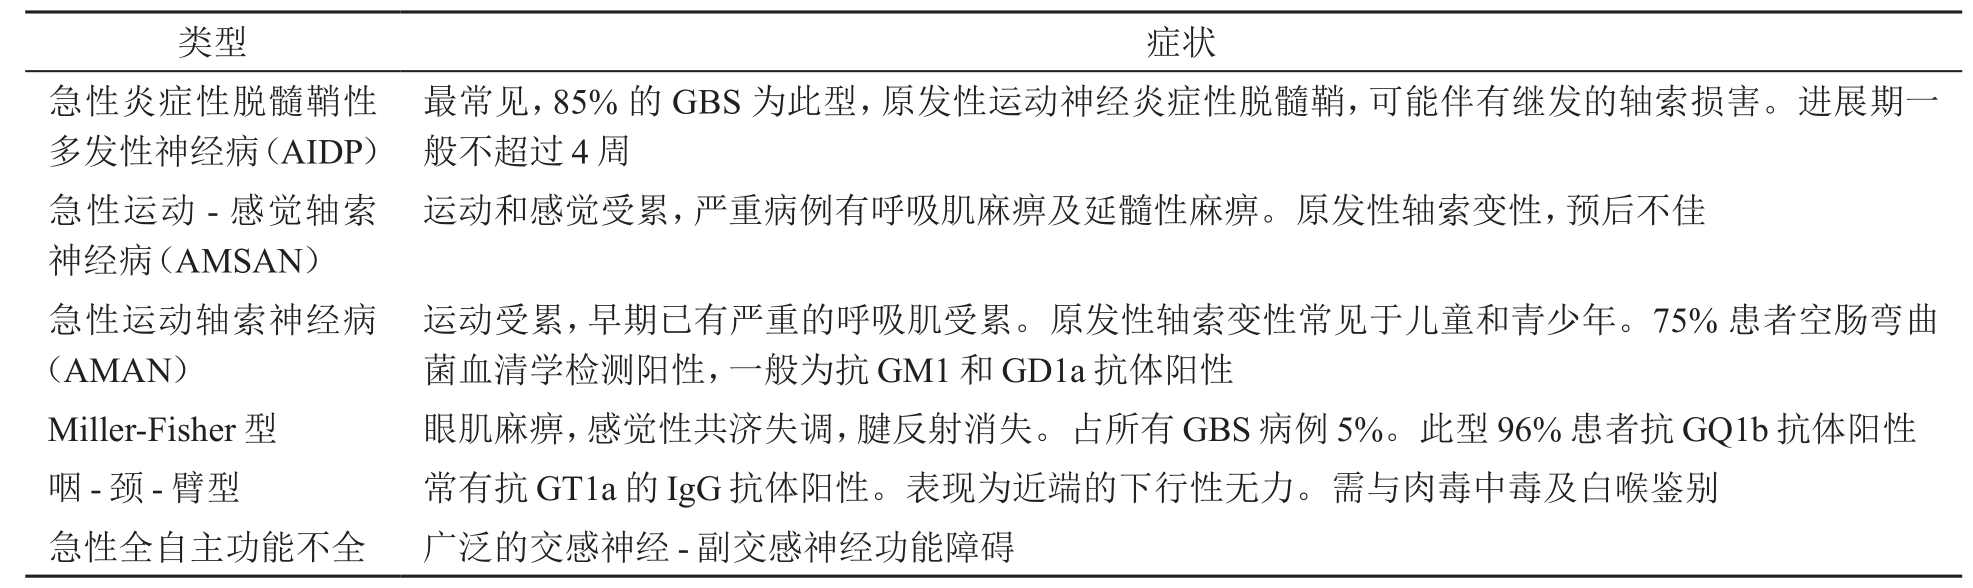 类型 症状
急性炎症性脱髓鞘性 最常见，85% 的 GBS 为此型，原发性运动神经炎症性脱髓鞘，可能伴有继发的轴索损害。进展期一
多发性神经病（AIDP） 般不超过 4 周
急性运动 - 感觉轴索 运动和感觉受累，严重病例有呼吸肌麻痹及延髓性麻痹。原发性轴索变性，预后不佳
神经病（AMSAN）
急性运动轴索神经病 运动受累，早期已有严重的呼吸肌受累。原发性轴索变性常见于儿童和青少年。75% 患者空肠弯曲
（AMAN） 菌血清学检测阳性，一般为抗 GM1 和 GD1a 抗体阳性
Miller-Fisher 型 眼肌麻痹，感觉性共济失调，腱反射消失。占所有 GBS 病例 5%。此型 96% 患者抗 GQ1b 抗体阳性
咽 - 颈 - 臂型 常有抗 GT1a 的 IgG 抗体阳性。表现为近端的下行性无力。需与肉毒中毒及白喉鉴别
急性全自主功能不全 广泛的交感神经 - 副交感神经功能障碍